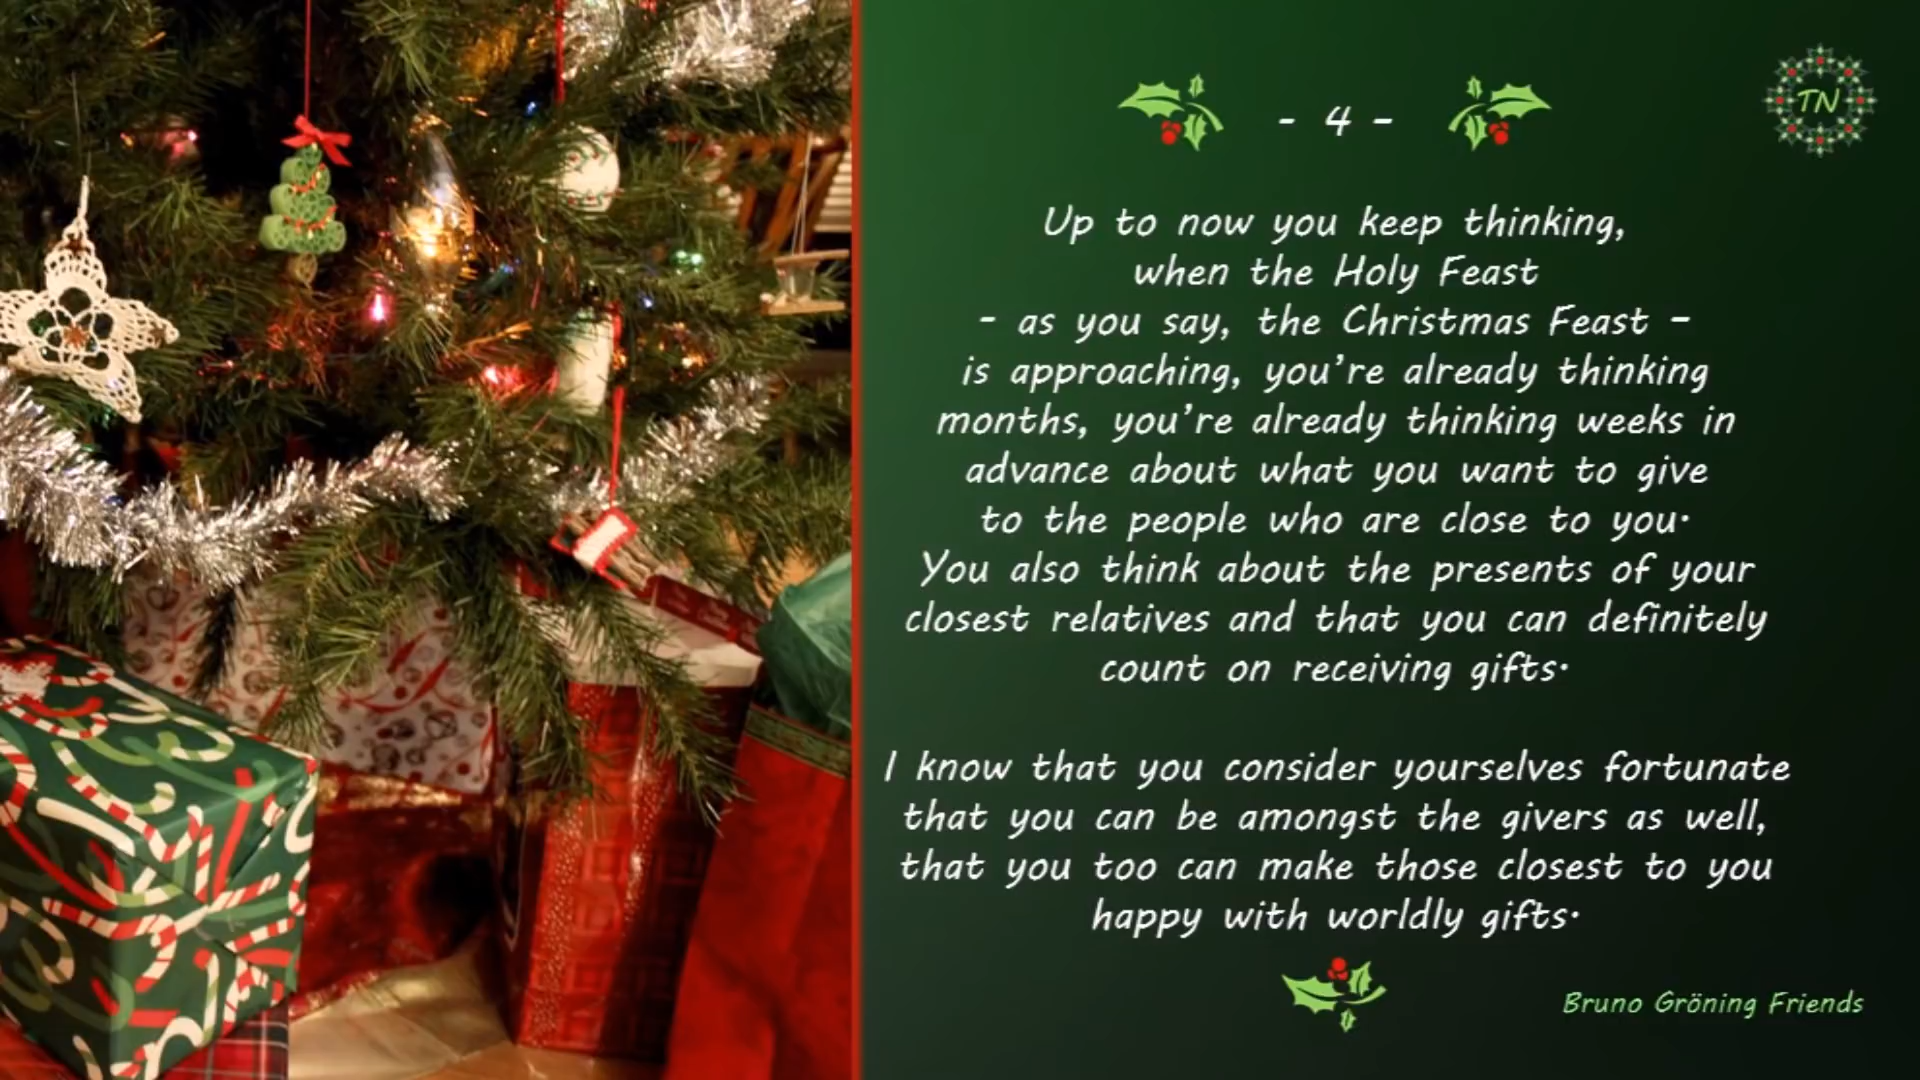 - 4 -
TN
Up to now you keep thinking,
when the Holy Feast
- as you say, the Christmas Feast –
is approaching, you’re already thinking
months, you’re already thinking weeks in
advance about what you want to give
to the people who are close to you.
You also think about the presents of your
closest relatives and that you can definitely
count on receiving gifts.
I know that you consider yourselves fortunate
that you can be amongst the givers as well,
that you too can make those closest to you
happy with worldly gifts.
Bruno Gröning Friends